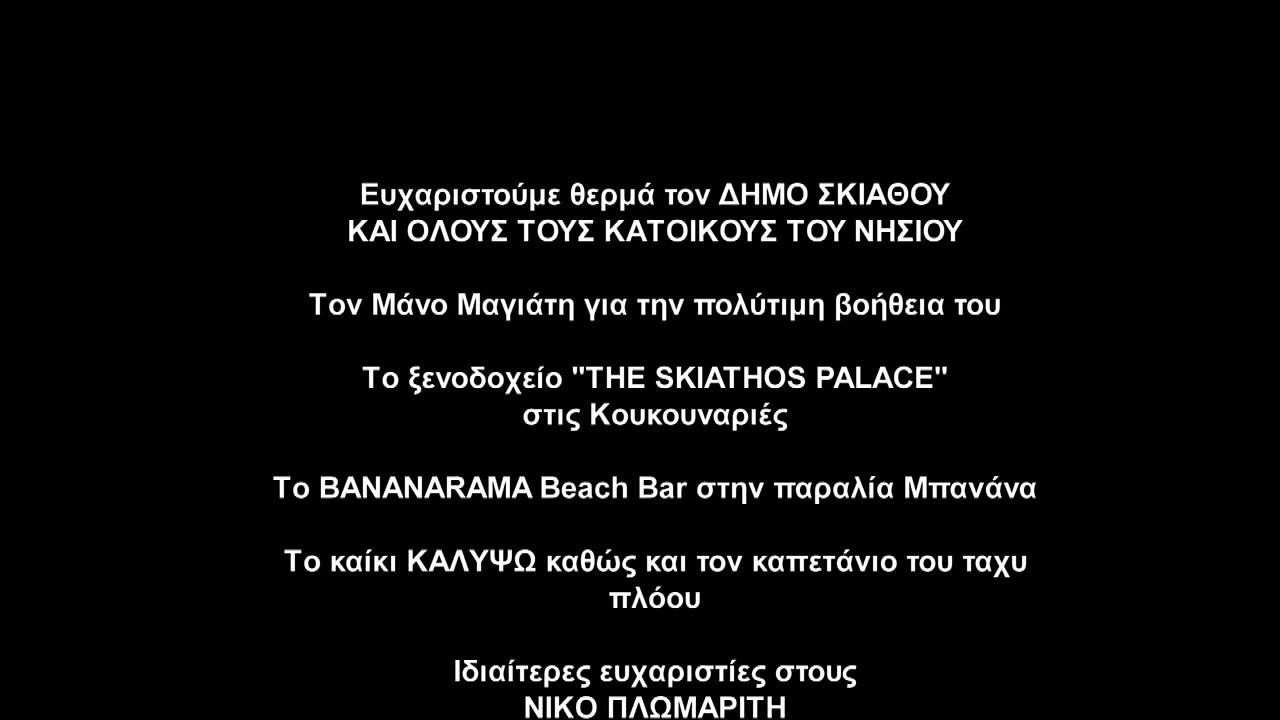 Ευχαριστούμε θερμά τον ΔΗΜΟ ΣΚΙΑΘΟΥ
ΚΑΙ ΟΛΟΥΣ ΤΟΥΣ ΚΑΤΟΙΚΟΥΣ ΤΟΥ ΝΗΣΙΟΥ
Τον Μάνο Μαγιάτη για την πολύτιμη βοήθεια του
Το ξενοδοχείο "THE SKIATHOS PALACE"
στις Κουκουναριές
Το BANANARAMA Beach Bar στην παραλία Μπανάνα
Το καίκι ΚΑΛΥΨΩ καθώς και τον καπετάνιο του ταχυ
πλόου
Ιδιαίτερες ευχαριστίες στους
ΝΙΚΟ ΠΛΩΜΑΡΙΤΗ